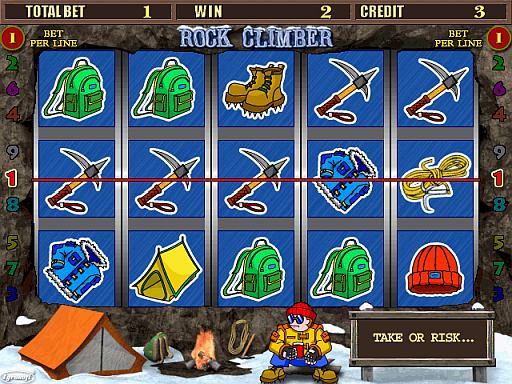 TOTAL BET 1 WIN 2 CREDIT 3
1 BET PER LINE ROCK CLIMBER BET PER LINE 1
2 2
6 6
4 4
9 9
1 1
8 8
5 5
7 7
3 3
TAKE OR RISK...
Igrosoft